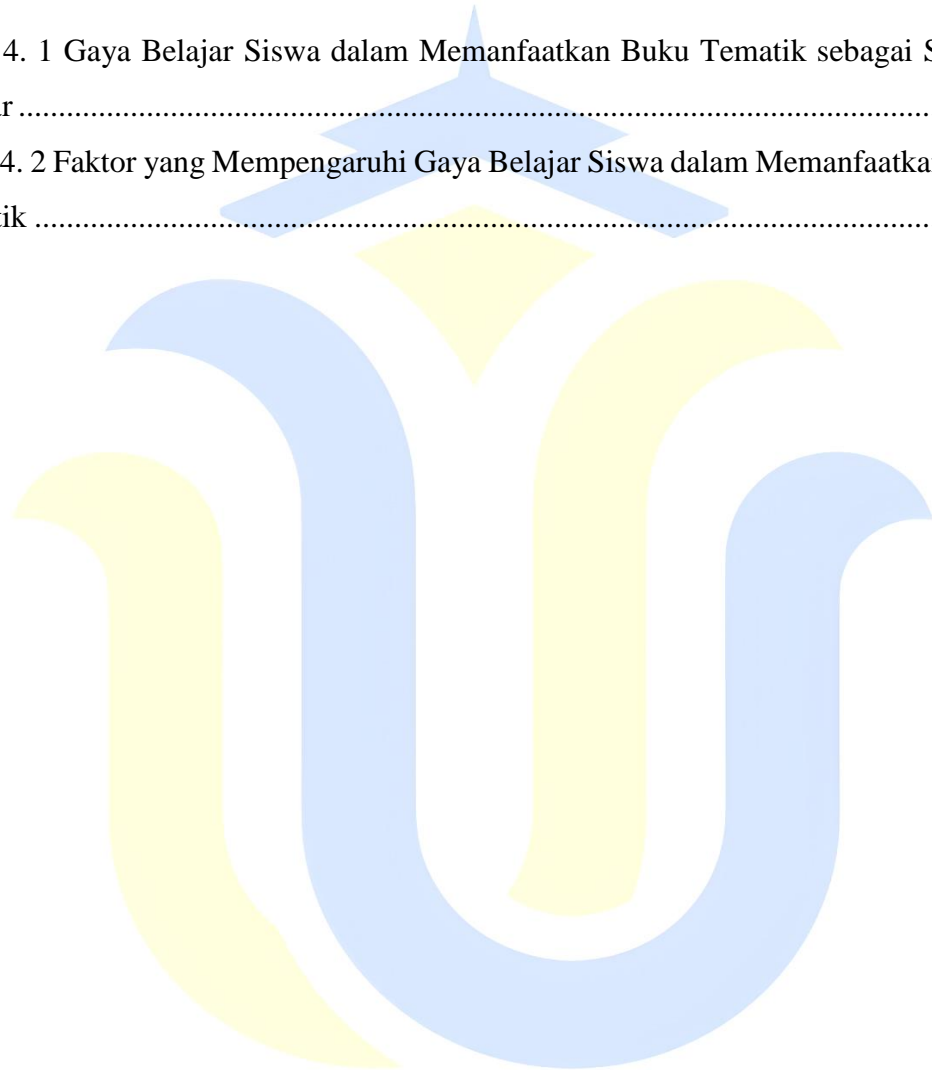 4. 1 Gaya Belajar Siswa dalam Memanfaatkan Buku Tematik sebagai S
r ....................................................................................................................
4. 2 Faktor yang Mempengaruhi Gaya Belajar Siswa dalam Memanfaatka
tik ..................................................................................................................